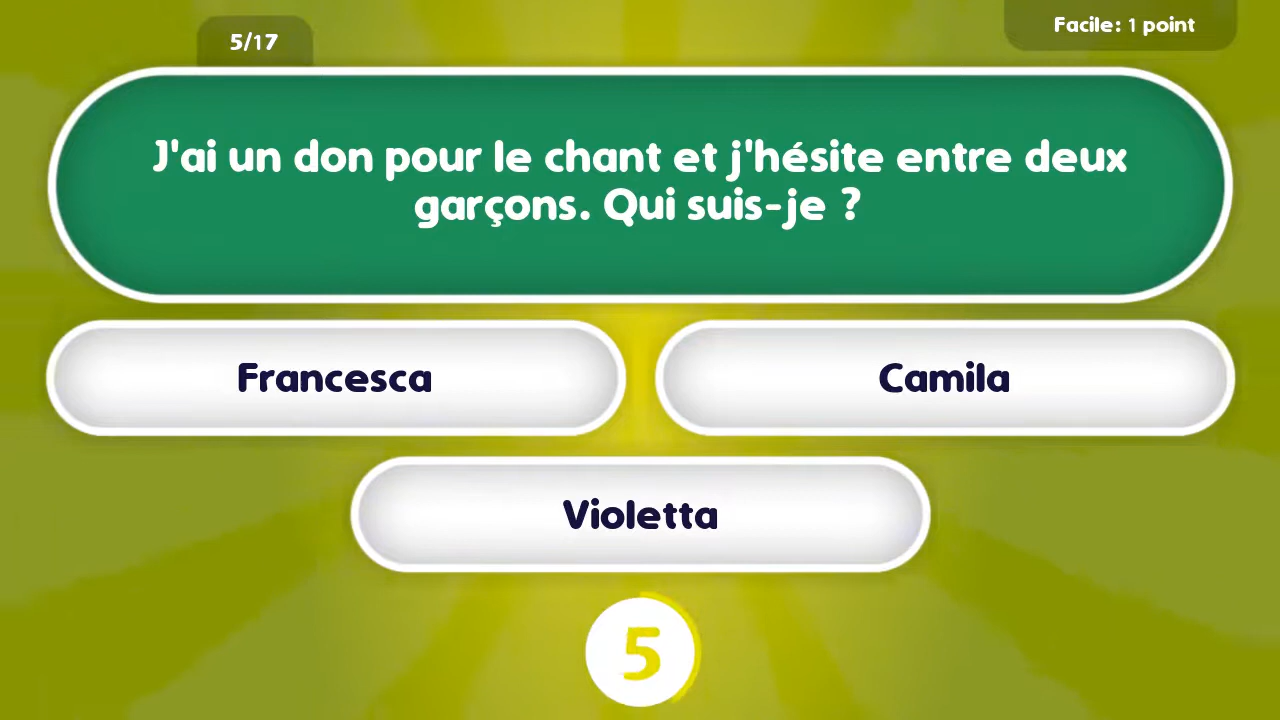 5/17
Facile: 1 point
J'ai un don pour le chant et j'hésite entre deux
garçons. Qui suis-je ?
Francesca
Camila
Violetta
5